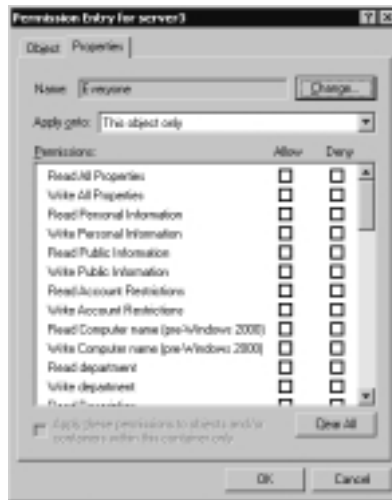 Permission Entry for server3
Object Properties
Name: Everyone Change...
Apply onto: This object only
Permissions: Allow Deny
Read All Properties
Write All Properties
Read Personal Information
Write Personal Information
Read Public Information
Write Public Information
Read Account Restrictions
Write Account Restrictions
Read Computer name (pre-Windows 2000)
Write Computer name (pre-Windows 2000)
Read department
Write department
Read Description
Apply these permissions to objects and/or
containers within this container only
Clear All
OK Cancel